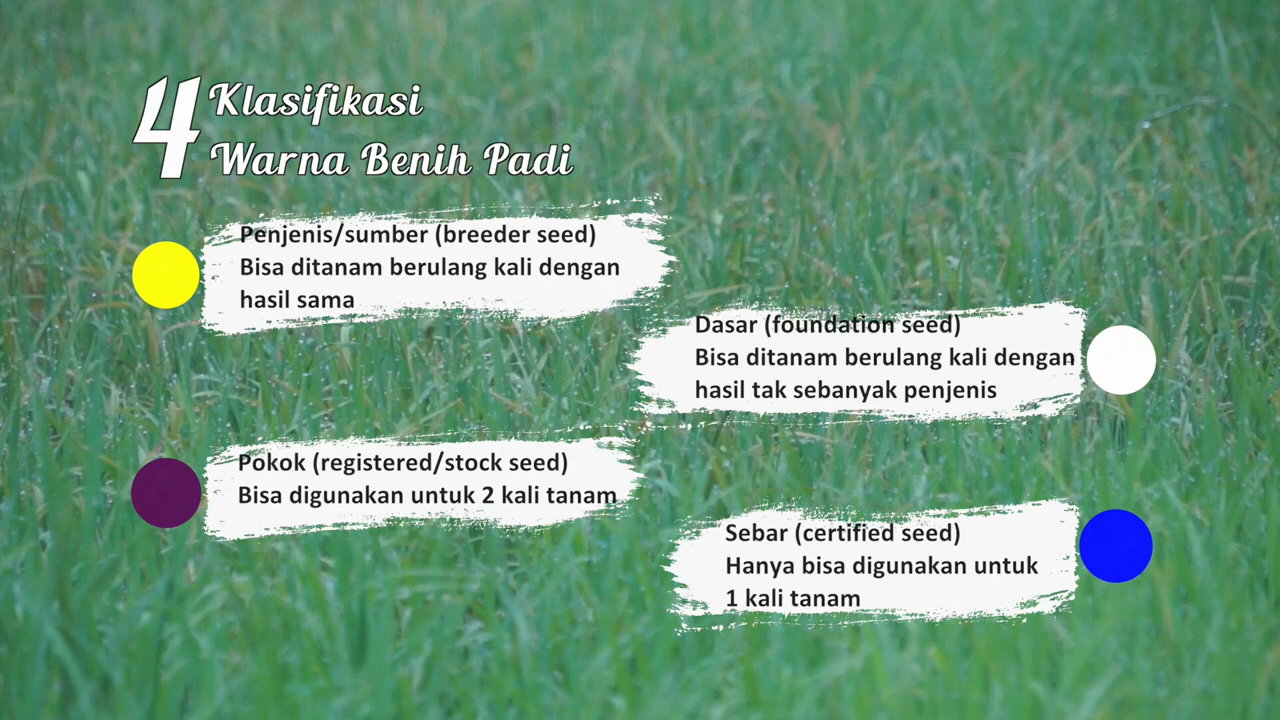 4 Klasifikasi
Warna Benih Padi
Penjenis/sumber (breeder seed)
Bisa ditanam berulang kali dengan
hasil sama
Dasar (foundation seed)
Bisa ditanam berulang kali dengan
hasil tak sebanyak penjenis
Pokok (registered/stock seed)
Bisa digunakan untuk 2 kali tanam
Sebar (certified seed)
Hanya bisa digunakan untuk
1 kali tanam